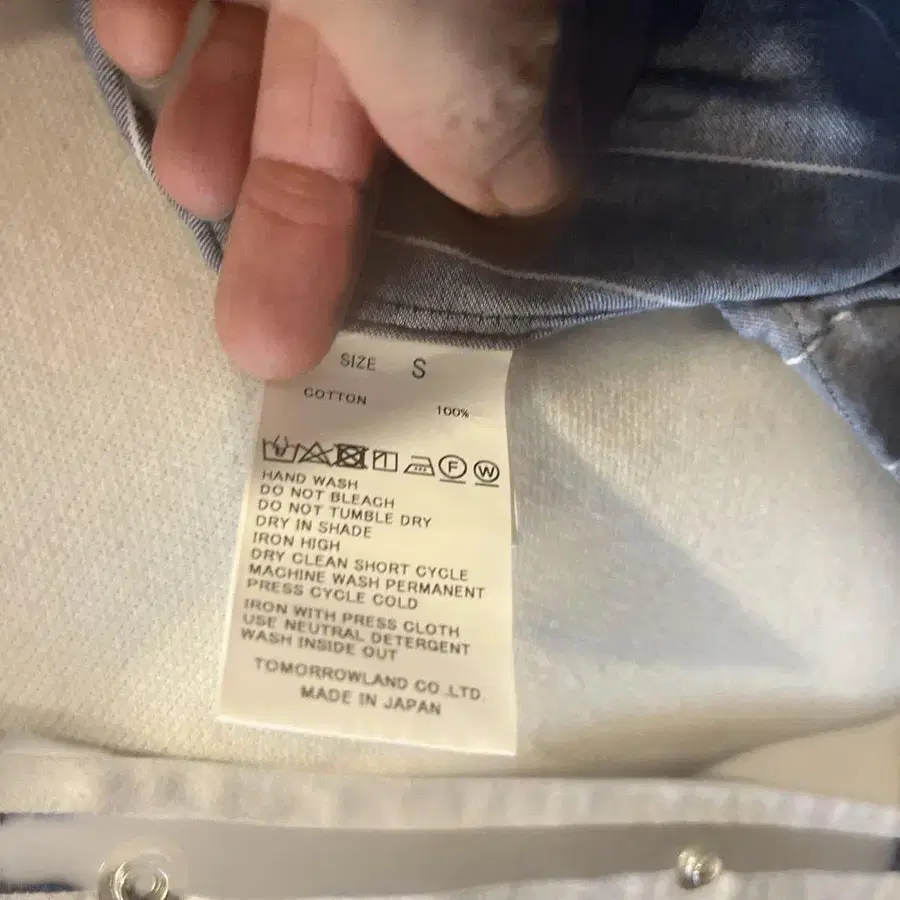 SIZE S
COTTON 100%
F W
HAND WASH
DO NOT BLEACH
DO NOT TUMBLE DRY
DRY IN SHADE
IRON HIGH
DRY CLEAN SHORT CYCLE
MACHINE WASH PERMANENT
PRESS CYCLE COLD
IRON WITH PRESS CLOTH
USE NEUTRAL DETERGENT
WASH INSIDE OUT
TOMORROWLAND CO.,LTD.
MADE IN JAPAN